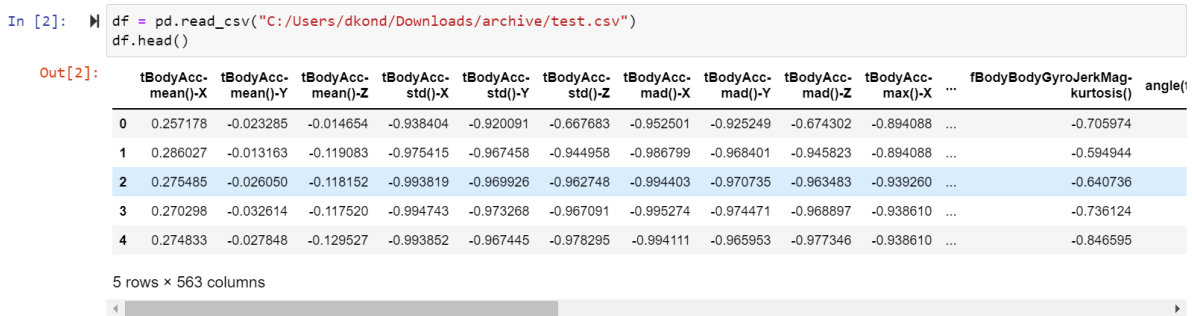 In [2]: df = pd.read_csv("C:/Users/dkond/Downloads/archive/test.csv")
df.head()
Out[2]:
tBodyAcc- tBodyAcc- tBodyAcc- tBodyAcc- tBodyAcc- tBodyAcc- tBodyAcc- tBodyAcc- tBodyAcc- tBodyAcc- ... fBodyBodyGyroJerkMag-
mean()-X mean()-Y mean()-Z std()-X std()-Y std()-Z mad()-X mad()-Y mad()-Z max()-X kurtosis()
0 0.257178 -0.023285 -0.014654 -0.938404 -0.920091 -0.667683 -0.952501 -0.925249 -0.674302 -0.894088 ... -0.705974
1 0.286027 -0.013163 -0.119083 -0.975415 -0.967458 -0.944958 -0.986799 -0.968401 -0.945823 -0.894088 ... -0.594944
2 0.275485 -0.026050 -0.118152 -0.993819 -0.969926 -0.962748 -0.994403 -0.970735 -0.963483 -0.939260 ... -0.640736
3 0.270298 -0.032614 -0.117520 -0.994743 -0.973268 -0.967091 -0.995274 -0.974471 -0.968897 -0.938610 ... -0.736124
4 0.274833 -0.027848 -0.129527 -0.993852 -0.967445 -0.978295 -0.994111 -0.965953 -0.977346 -0.938610 ... -0.846595
5 rows × 563 columns